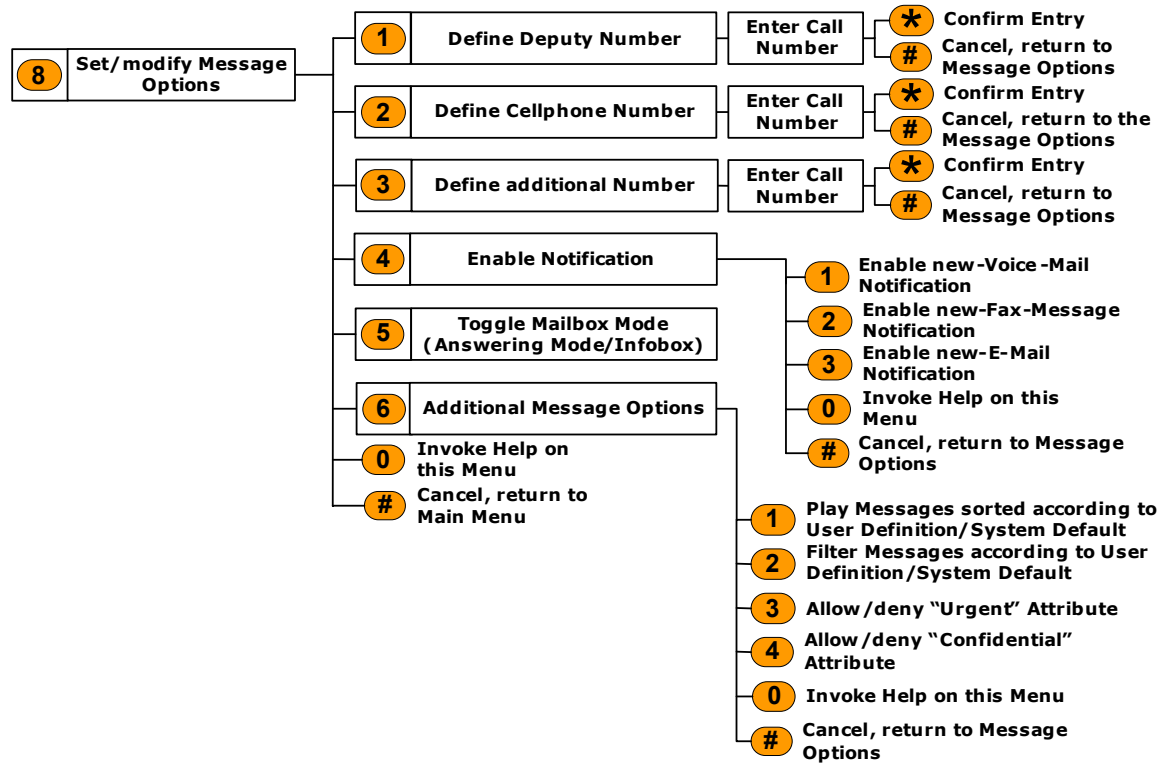 8
Set/modify Message
Options
1
Define Deputy Number
Enter Call
Number
*
Confirm Entry
#
Cancel, return to
Message Options
2
Define Cellphone Number
Enter Call
Number
*
Confirm Entry
#
Cancel, return to the
Message Options
3
Define additional Number
Enter Call
Number
*
Confirm Entry
#
Cancel, return to
Message Options
4
Enable Notification
1
Enable new-Voice-Mail
Notification
2
Enable new-Fax-Message
Notification
3
Enable new-E-Mail
Notification
0
Invoke Help on this
Menu
#
Cancel, return to Message
Options
5
Toggle Mailbox Mode
(Answering Mode/Infobox)
6
Additional Message Options
1
Play Messages sorted according to
User Definition/System Default
2
Filter Messages according to User
Definition/System Default
3
Allow/deny “Urgent” Attribute
4
Allow/deny “Confidential”
Attribute
0
Invoke Help on this Menu
#
Cancel, return to Message
Options
0
Invoke Help on
this Menu
#
Cancel, return to
Main Menu